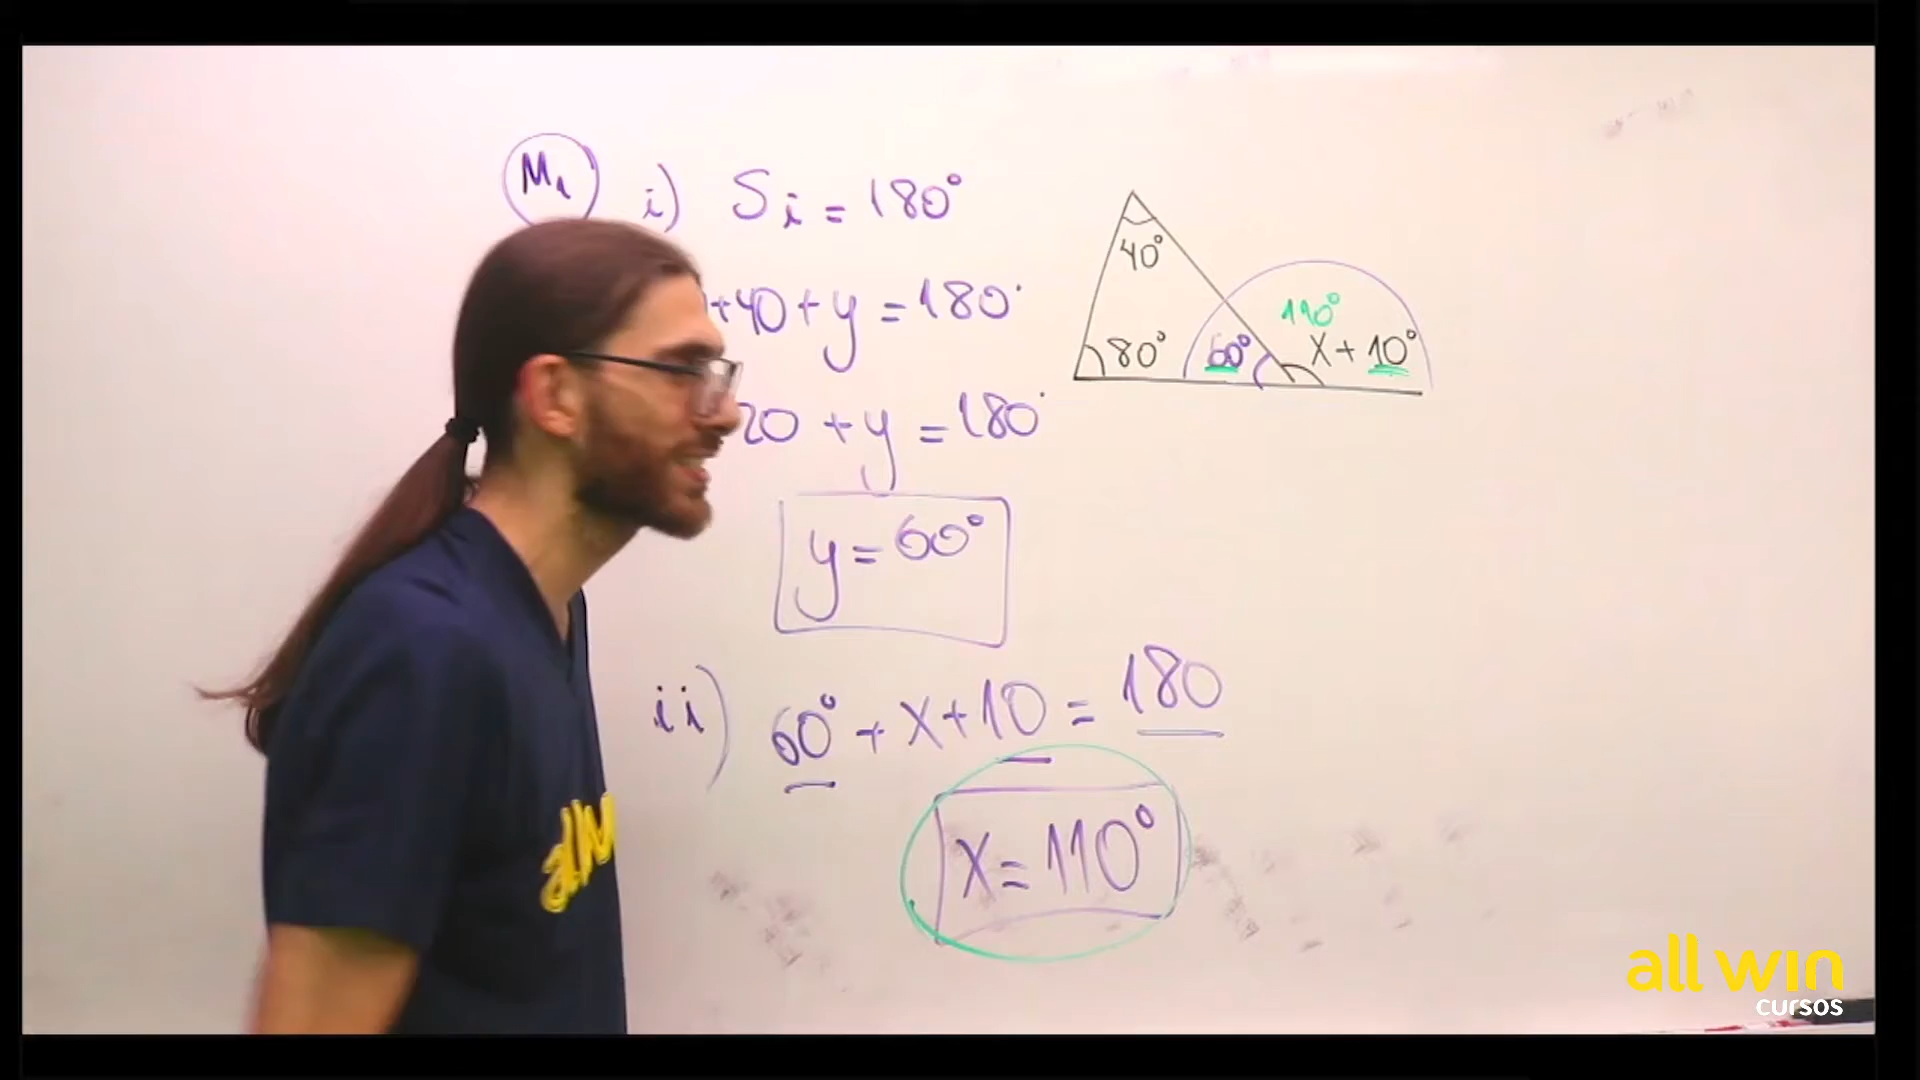 M₁
i) Si = 180°
+40 + y = 180°
20 + y = 180°
y = 60°
ii) 60° + x + 10 = 180
x = 110°
40°
80°
60°
110°
x + 10°
all win
cursos